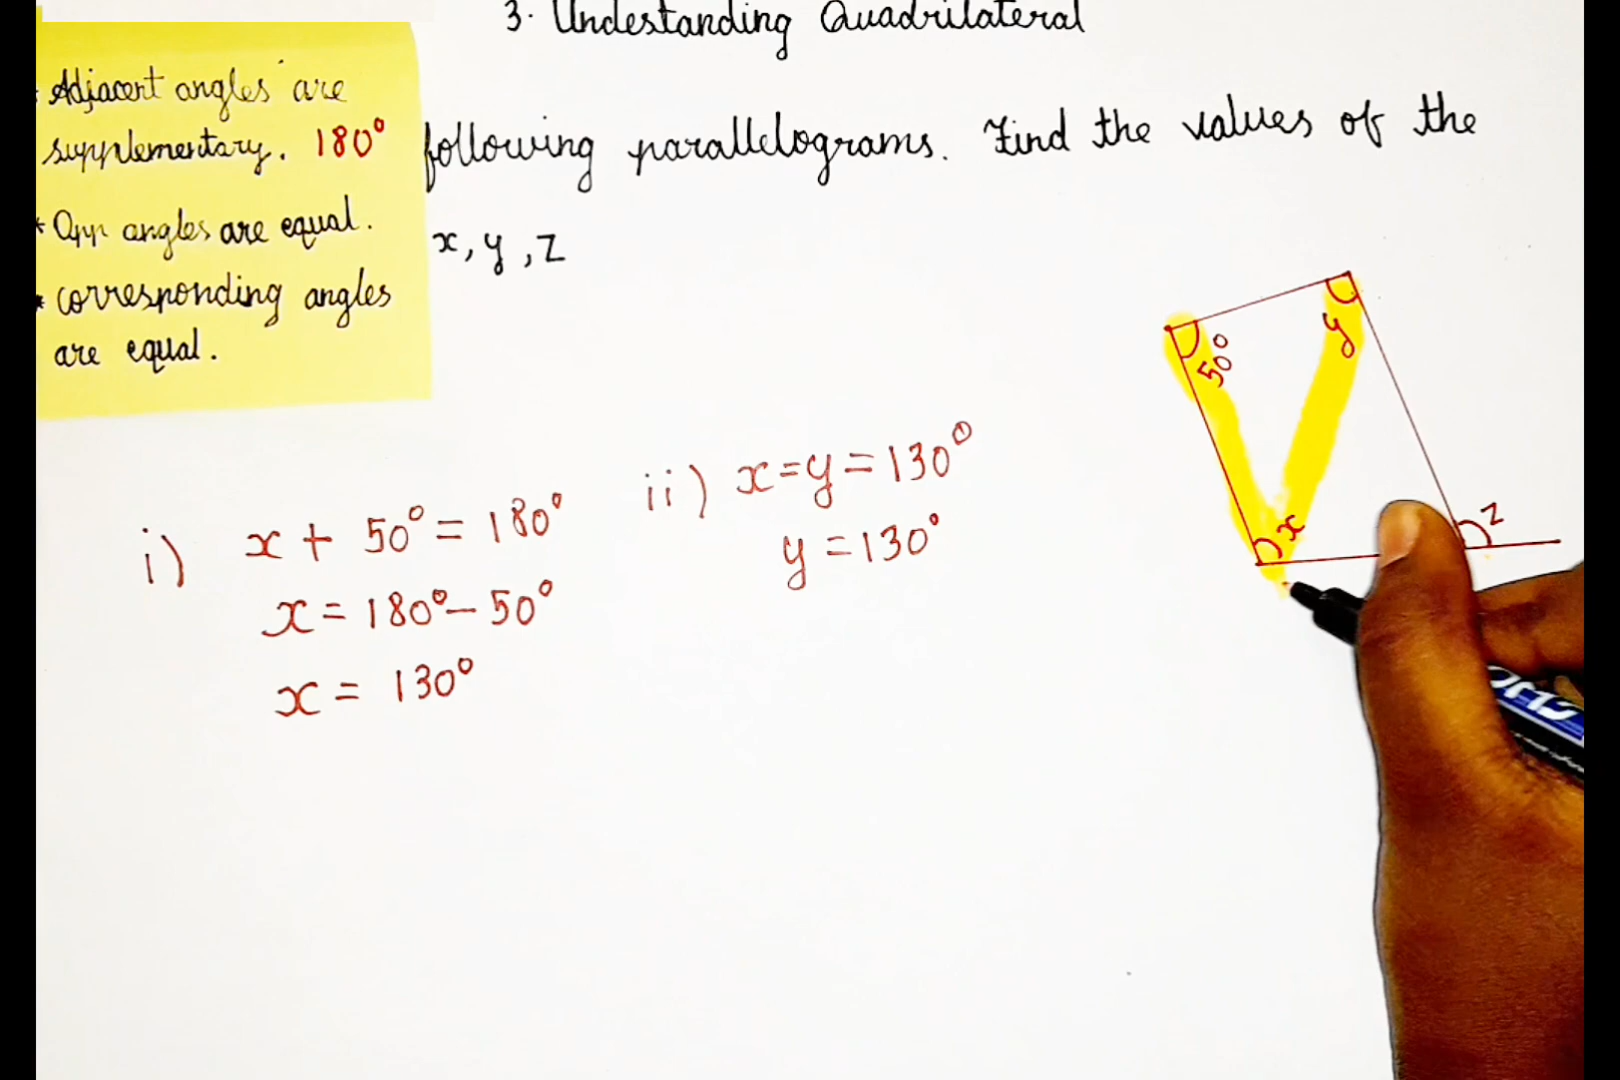 3. Undestanding Quadrilateral
Adjacent angles are
supplementary. 180°
* Opp angles are equal.
* corresponding angles
are equal.
following parallelograms. Find the values of the
x, y, z
i) x + 50° = 180°
x = 180° - 50°
x = 130°
ii) x = y = 130°
y = 130°
50°
y
x
z